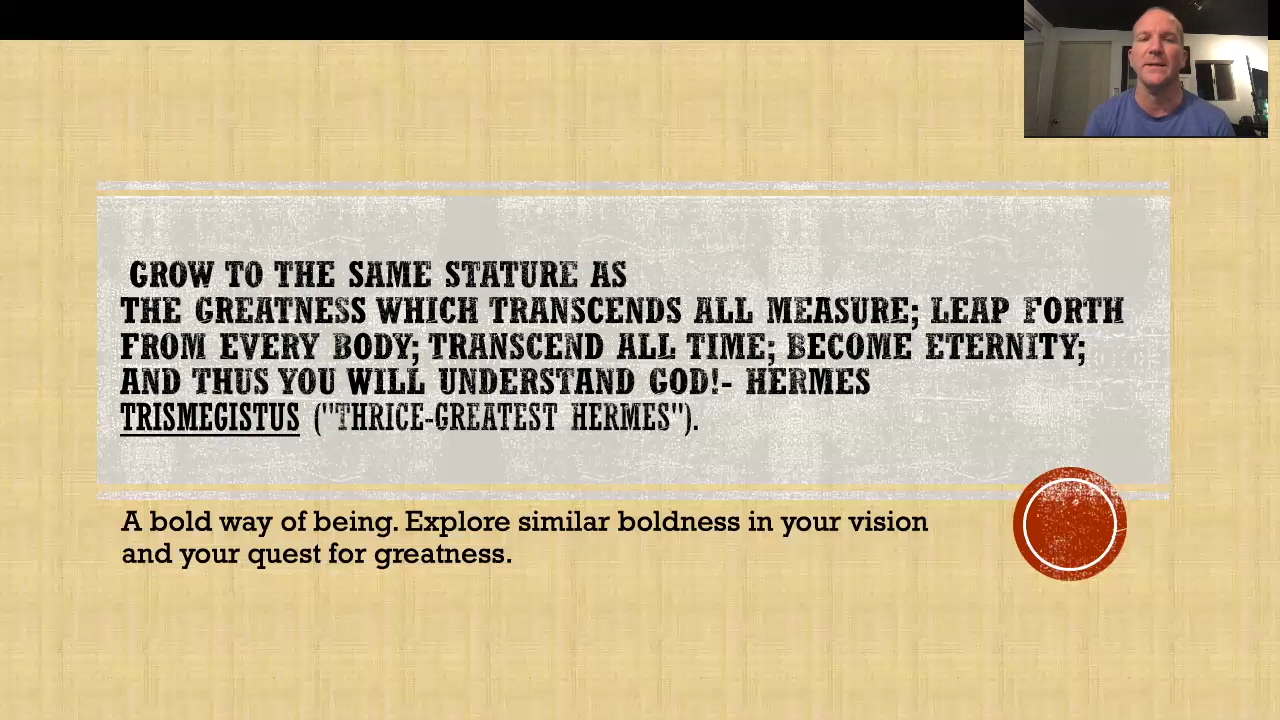 GROW TO THE SAME STATURE AS
THE GREATNESS WHICH TRANSCENDS ALL MEASURE; LEAP FORTH
FROM EVERY BODY; TRANSCEND ALL TIME; BECOME ETERNITY;
AND THUS YOU WILL UNDERSTAND GOD!- HERMES
TRISMEGISTUS ("THRICE-GREATEST HERMES").
A bold way of being. Explore similar boldness in your vision
and your quest for greatness.